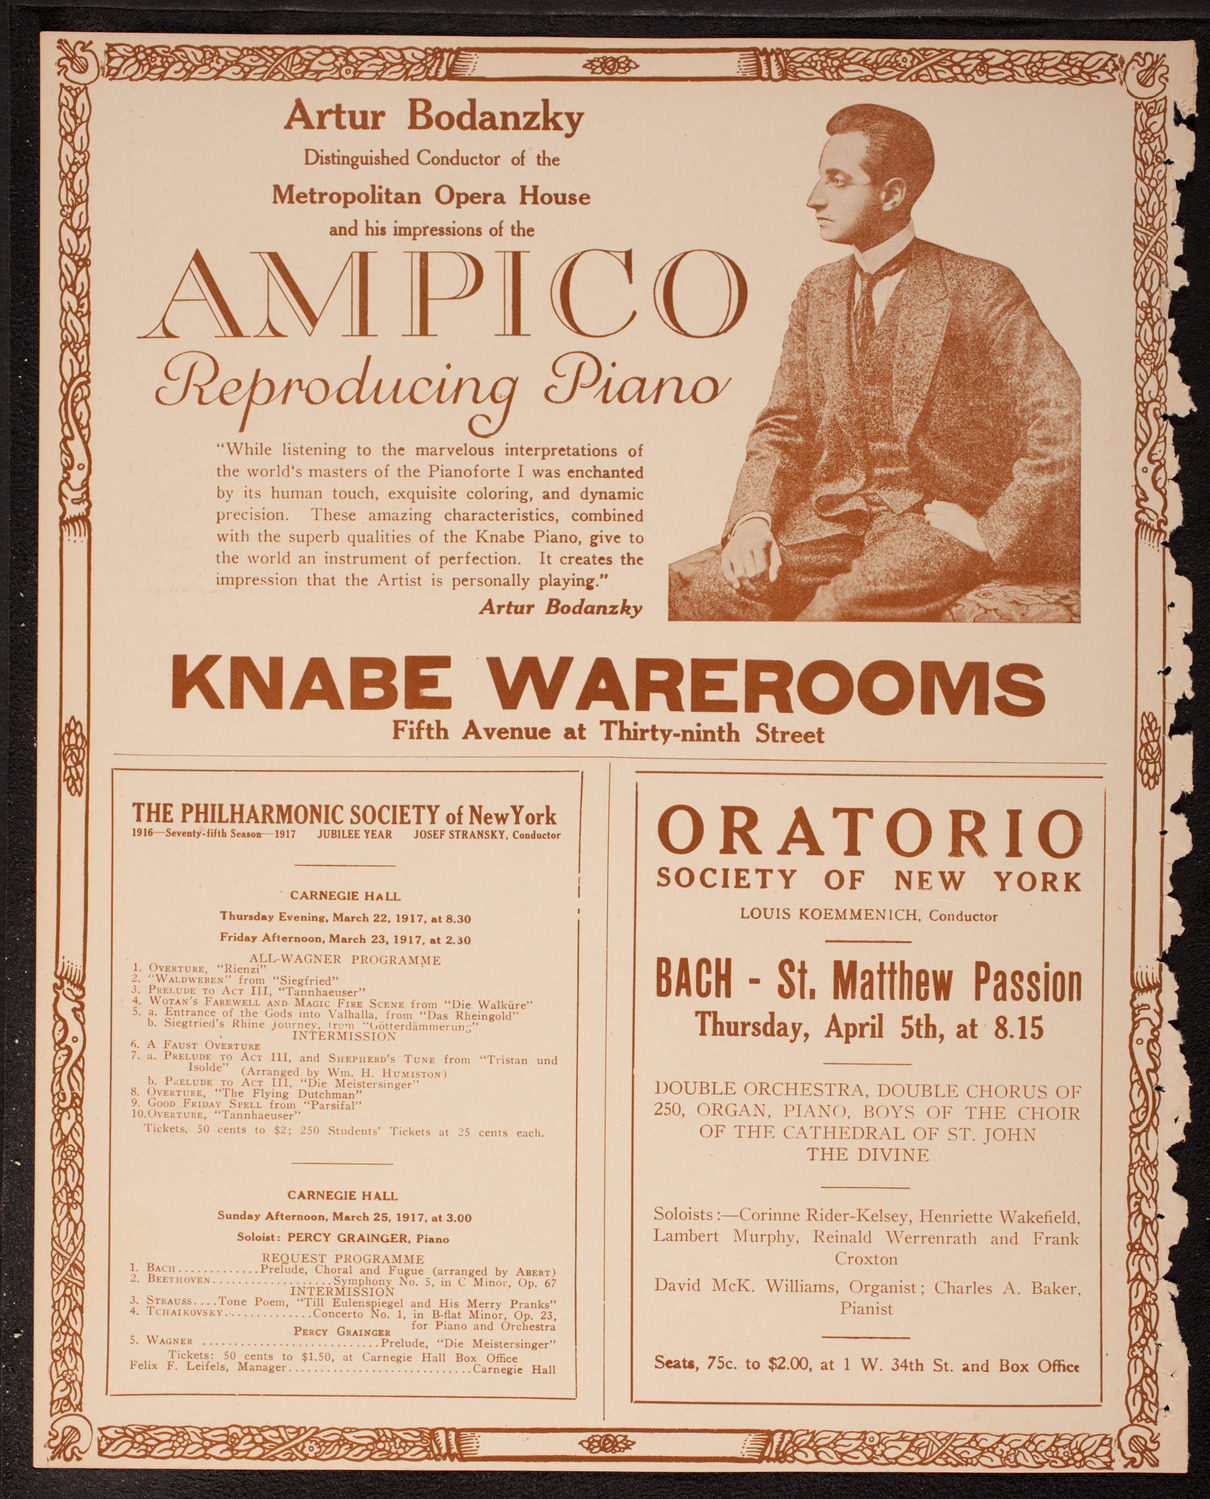 Artur Bodanzky
Distinguished Conductor of the
Metropolitan Opera House
and his impressions of the
AMPICO
Reproducing Piano
“While listening to the marvelous interpretations of
the world‘s masters of the Pianoforte I was enchanted
by its human touch, exquisite coloring, and dynamic
precision. These amazing characteristics, combined
with the superb qualities of the Knabe Piano, give to
the world an instrument of perfection. It creates the
impression that the Artist is personally playing.”
Artur Bodanzky
KNABE WAREROOMS
Fifth Avenue at Thirty-ninth Street
THE PHILHARMONIC SOCIETY of New York
1916—Seventy-fifth Season—1917 JUBILEE YEAR JOSEF STRANSKY, Conductor
CARNEGIE HALL
Thursday Evening, March 22, 1917, at 8.30
Friday Afternoon, March 23, 1917, at 2.30
ALL-WAGNER PROGRAMME
1. OVERTURE, “Rienzi”
2. “WALDWEBEN” from “Siegfried”
3. PRELUDE TO ACT III, “Tannhaeuser”
4. WOTAN'S FAREWELL AND MAGIC FIRE SCENE from “Die Walküre”
5. a. Entrance of the Gods into Valhalla, from “Das Rheingold”
b. Siegfried's Rhine Journey, from “Götterdämmerung”
INTERMISSION
6. A FAUST OVERTURE
7. a. PRELUDE TO ACT III, and SHEPHERD'S TUNE from “Tristan und
Isolde” (Arranged by WM. H. HUMISTON)
b. PRELUDE TO ACT III, “Die Meistersinger”
8. OVERTURE, “The Flying Dutchman”
9. GOOD FRIDAY SPELL from “Parsifal”
10. OVERTURE, “Tannhaeuser”
Tickets, 50 cents to $2; 250 Students' Tickets at 25 cents each.
CARNEGIE HALL
Sunday Afternoon, March 25, 1917, at 3.00
Soloist: PERCY GRAINGER, Piano
REQUEST PROGRAMME
1. BACH............Prelude, Choral and Fugue (arranged by ABERT)
2. BEETHOVEN..................Symphony No. 5, in C Minor, Op. 67
INTERMISSION
3. STRAUSS....Tone Poem, “Till Eulenspiegel and His Merry Pranks”
4. TCHAIKOVSKY.............Concerto No. 1, in B-flat Minor, Op. 23,
for Piano and Orchestra
PERCY GRAINGER
5. WAGNER ...........................Prelude, “Die Meistersinger”
Tickets: 50 cents to $1.50, at Carnegie Hall Box Office
Felix F. Leifels, Manager............................Carnegie Hall
ORATORIO
SOCIETY OF NEW YORK
LOUIS KOEMMENICH, Conductor
BACH - St. Matthew Passion
Thursday, April 5th, at 8.15
DOUBLE ORCHESTRA, DOUBLE CHORUS OF
250, ORGAN, PIANO, BOYS OF THE CHOIR
OF THE CATHEDRAL OF ST. JOHN
THE DIVINE
Soloists:—Corinne Rider-Kelsey, Henriette Wakefield,
Lambert Murphy, Reinald Werrenrath and Frank
Croxton
David McK. Williams, Organist; Charles A. Baker,
Pianist
Seats, 75c. to $2.00, at 1 W. 34th St. and Box Office